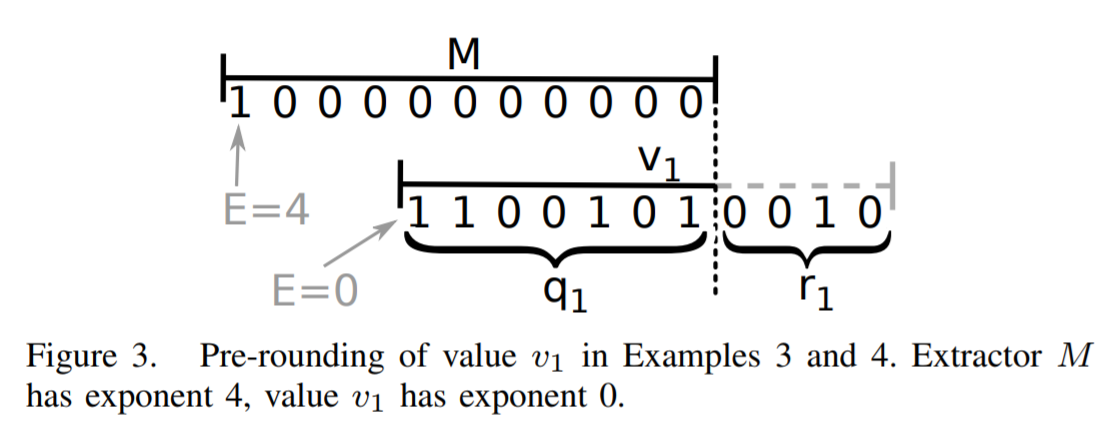 M
1 0 0 0 0 0 0 0 0 0 0
v1
E=4
1 1 0 0 1 0 1 0 0 1 0
E=0
q1
r1
Figure 3. Pre-rounding of value v1 in Examples 3 and 4. Extractor M
has exponent 4, value v1 has exponent 0.